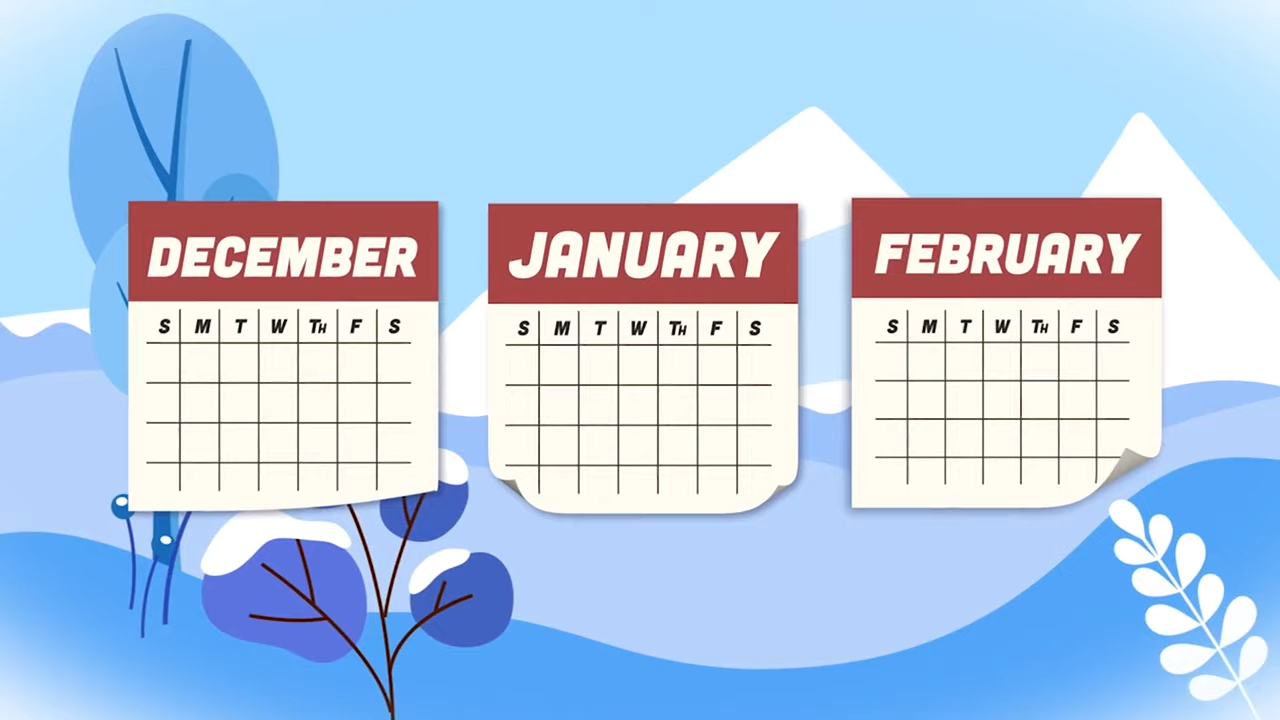 DECEMBER
S M T W TH F S
JANUARY
S M T W TH F S
FEBRUARY
S M T W TH F S